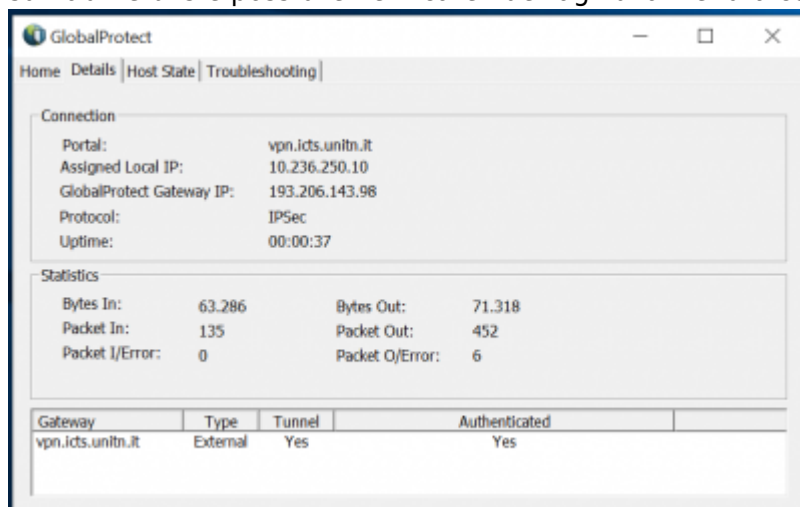 GlobalProtect
Home Details Host State Troubleshooting
Connection
Portal: vpn.icts.unitn.it
Assigned Local IP: 10.236.250.10
GlobalProtect Gateway IP: 193.206.143.98
Protocol: IPSec
Uptime: 00:00:37
Statistics
Bytes In: 63.286 Bytes Out: 71.318
Packet In: 135 Packet Out: 452
Packet I/Error: 0 Packet O/Error: 6
Gateway Type Tunnel Authenticated
vpn.icts.unitn.it External Yes Yes